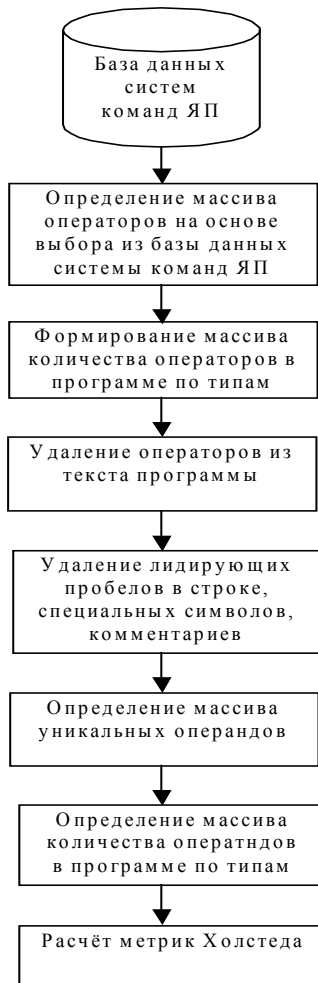 База данных
систем
команд ЯП
Определение массива
операторов на основе
выбора из базы данных
системы команд ЯП
Формирование массива
количества операторов в
программе по типам
Удаление операторов из
текста программы
Удаление лидирующих
пробелов в строке,
специальных символов,
комментариев
Определение массива
уникальных операндов
Определение массива
количества оператндов
в программе по типам
Расчёт метрик Холстеда